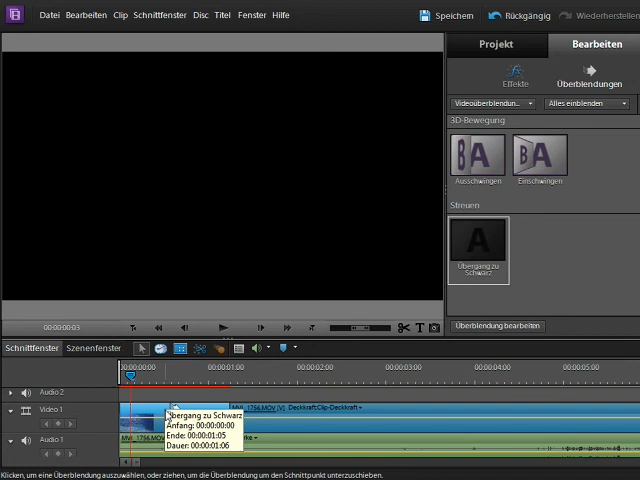 Datei Bearbeiten Clip Schnittfenster Disc Titel Fenster Hilfe
Speichern Rückgängig Wiederherstellen
Projekt Bearbeiten
Effekte Überblendungen
Videoüberblendun... Alles einblenden
3D-Bewegung
A A
Ausschwingen Einschwingen
Streuen
A
Übergang zu
Schwarz
00:00:00:03
T
Überblendung bearbeiten
Schnittfenster Szenenfenster
00:00:00:00 00:00:01:00 00:00:02:00 00:00:03:00 00:00:04:00 00:00:05:00
Audio 2
Video 1
MVI_1756.MOV [V] Deckkraft:Clip-Deckkraft
Übergang zu Schwarz
Anfang: 00:00:00:00
Ende: 00:00:01:05
Dauer: 00:00:01:06
Audio 1
Klicken, um eine Überblendung auszuwählen, oder ziehen, um die Überblendung um den Schnittpunkt zu verschieben.